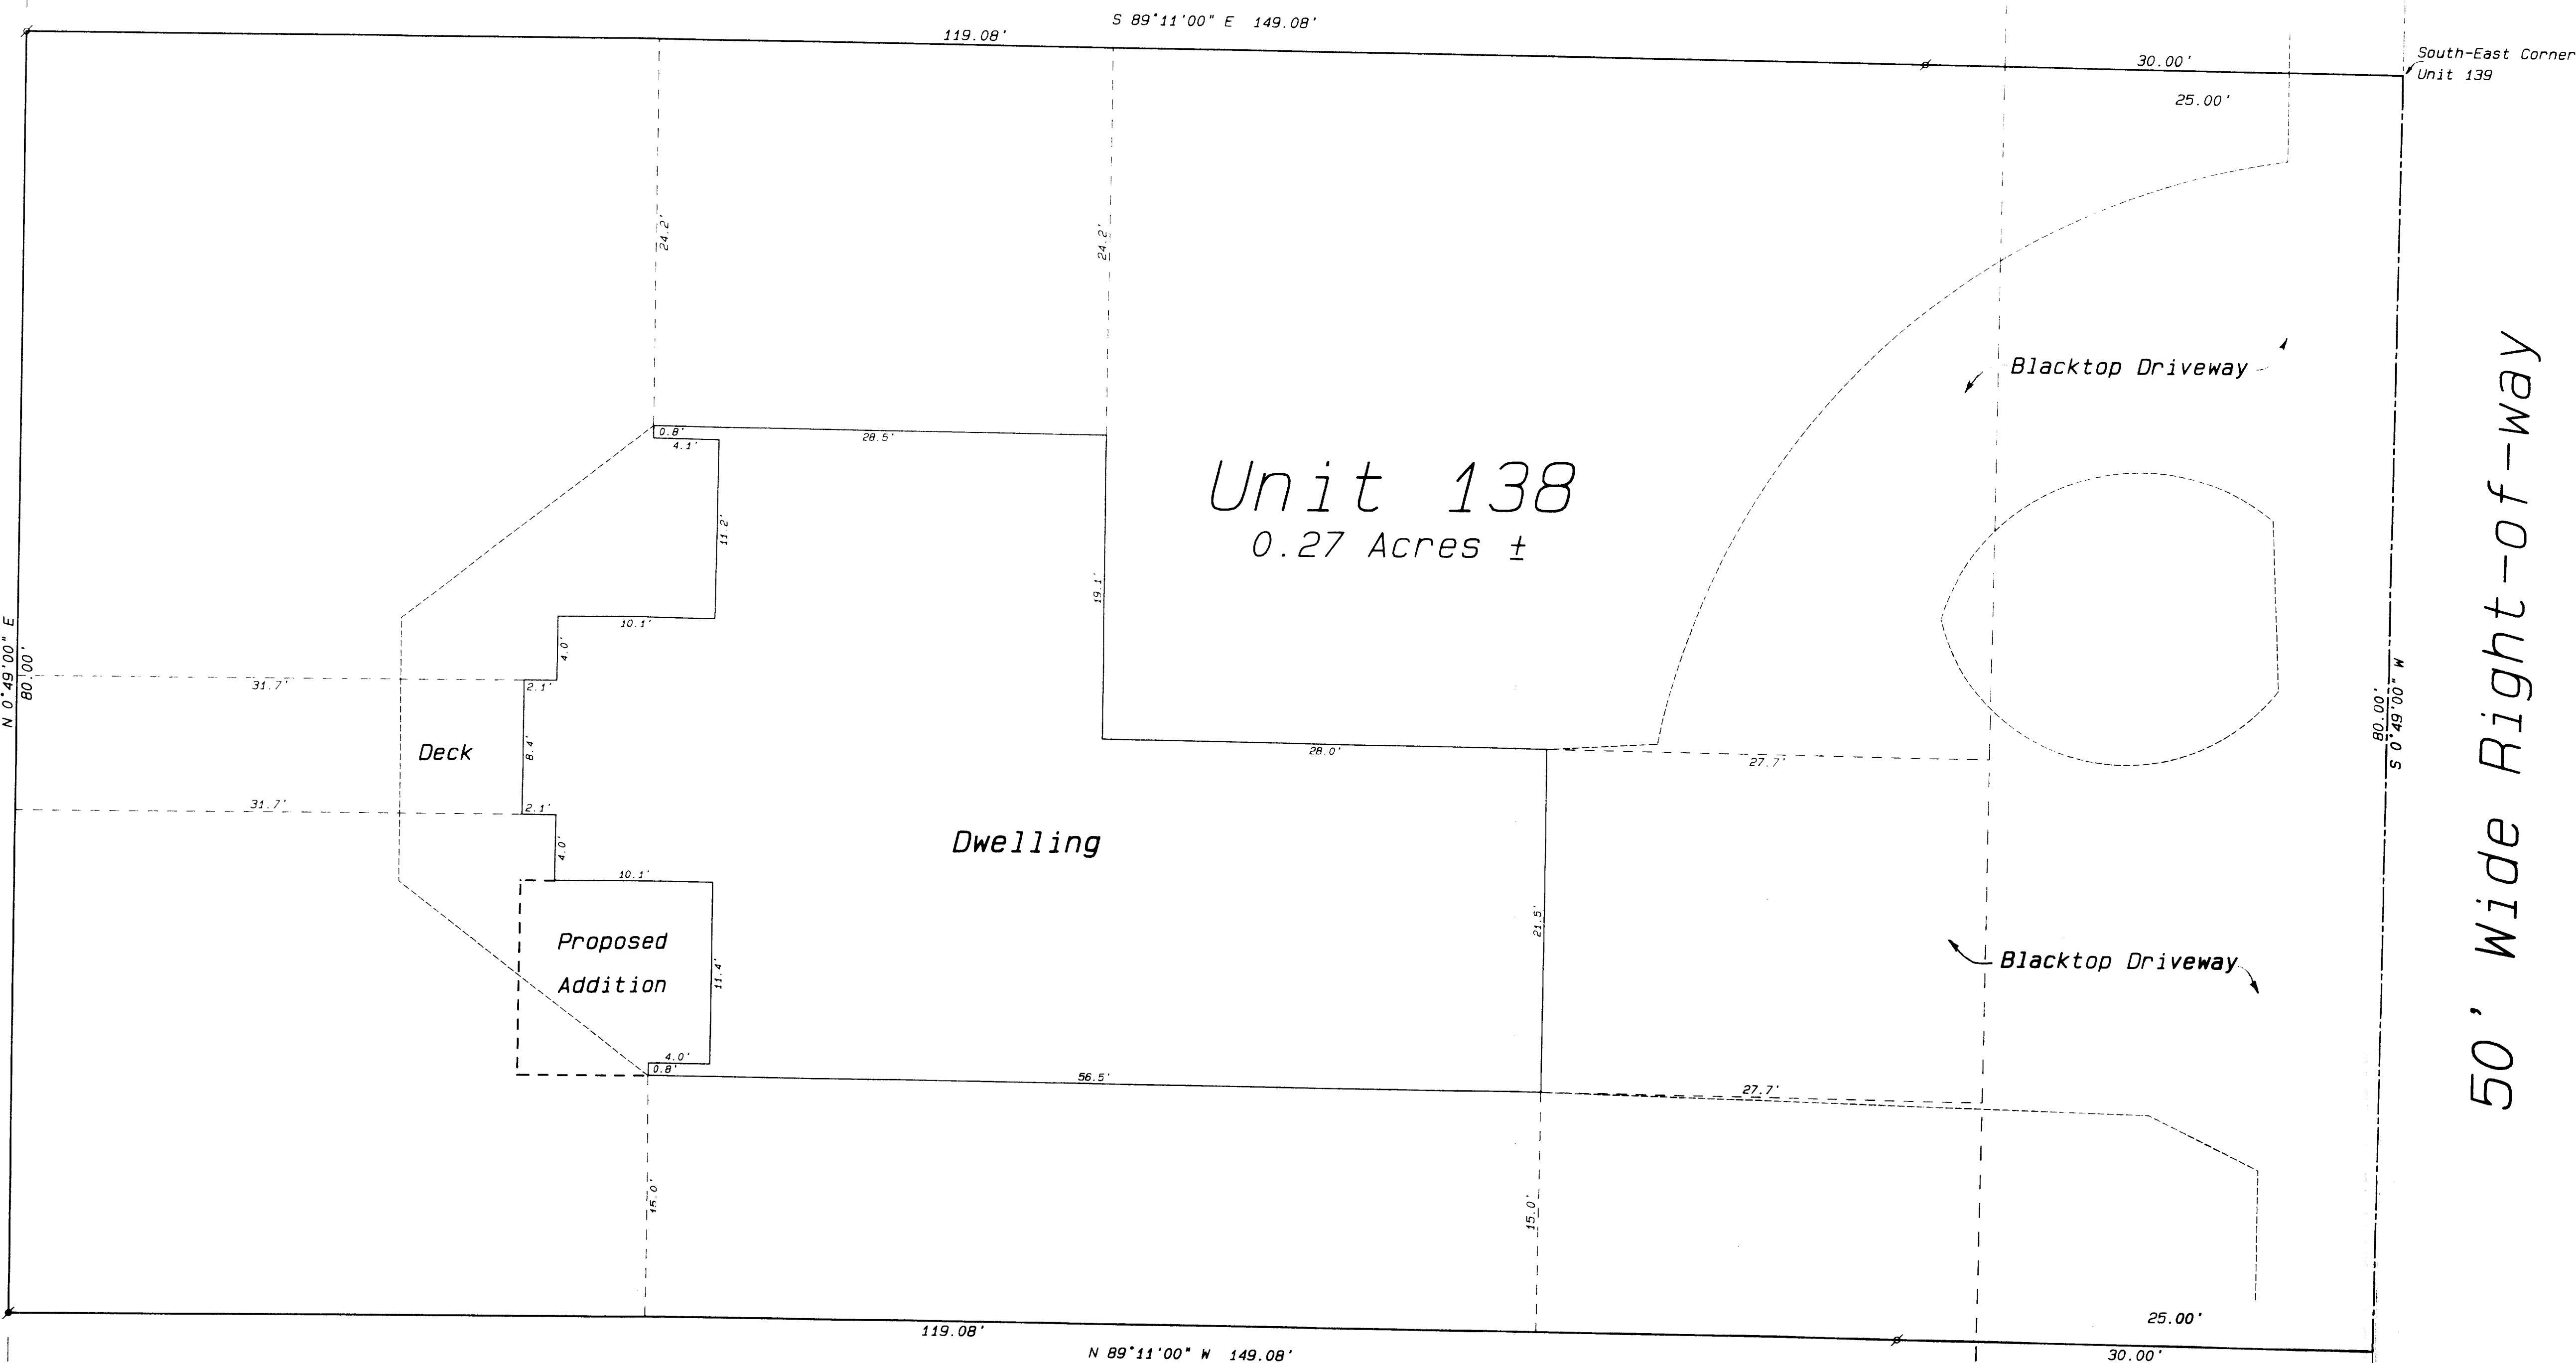 S 89°11'00" E 149.08'
119.08'
30.00'
South-East Corner
Unit 139
25.00'
24.2'
24.2'
Blacktop Driveway
0.8'
4.1'
28.5'
11.2'
Unit 138
0.27 Acres ±
19.1'
10.1'
4.0'
N 0°49'00" E
80.00'
31.7'
2.1'
8.4'
Deck
28.0'
27.7'
80.00'
S 0°49'00" W
50' Wide Right-of-way
31.7'
2.1'
4.0'
Dwelling
10.1'
Proposed
Addition
11.4'
21.5'
Blacktop Driveway
4.0'
0.8'
56.5'
27.7'
15.0'
15.0'
25.00'
119.08'
30.00'
N 89°11'00" W 149.08'